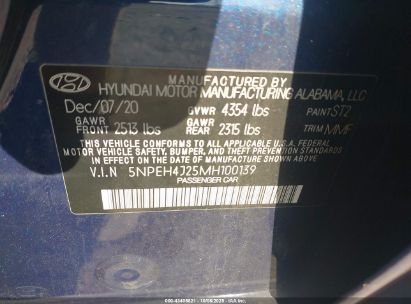 MANUFACTURED BY
HYUNDAI MOTOR MANUFACTURING ALABAMA, LLC
Dec/07/20 GVWR 4354 lbs PAINT ST2
GAWR FRONT 2513 lbs GAWR REAR 2315 lbs TRIM MMF
THIS VEHICLE CONFORMS TO ALL APPLICABLE U.S.A. FEDERAL
MOTOR VEHICLE SAFETY, BUMPER, AND THEFT PREVENTION STANDARDS
IN EFFECT ON THE DATE OF MANUFACTURE SHOWN ABOVE.
V.I.N 5NPEH4J25MH100139
PASSENGER CAR